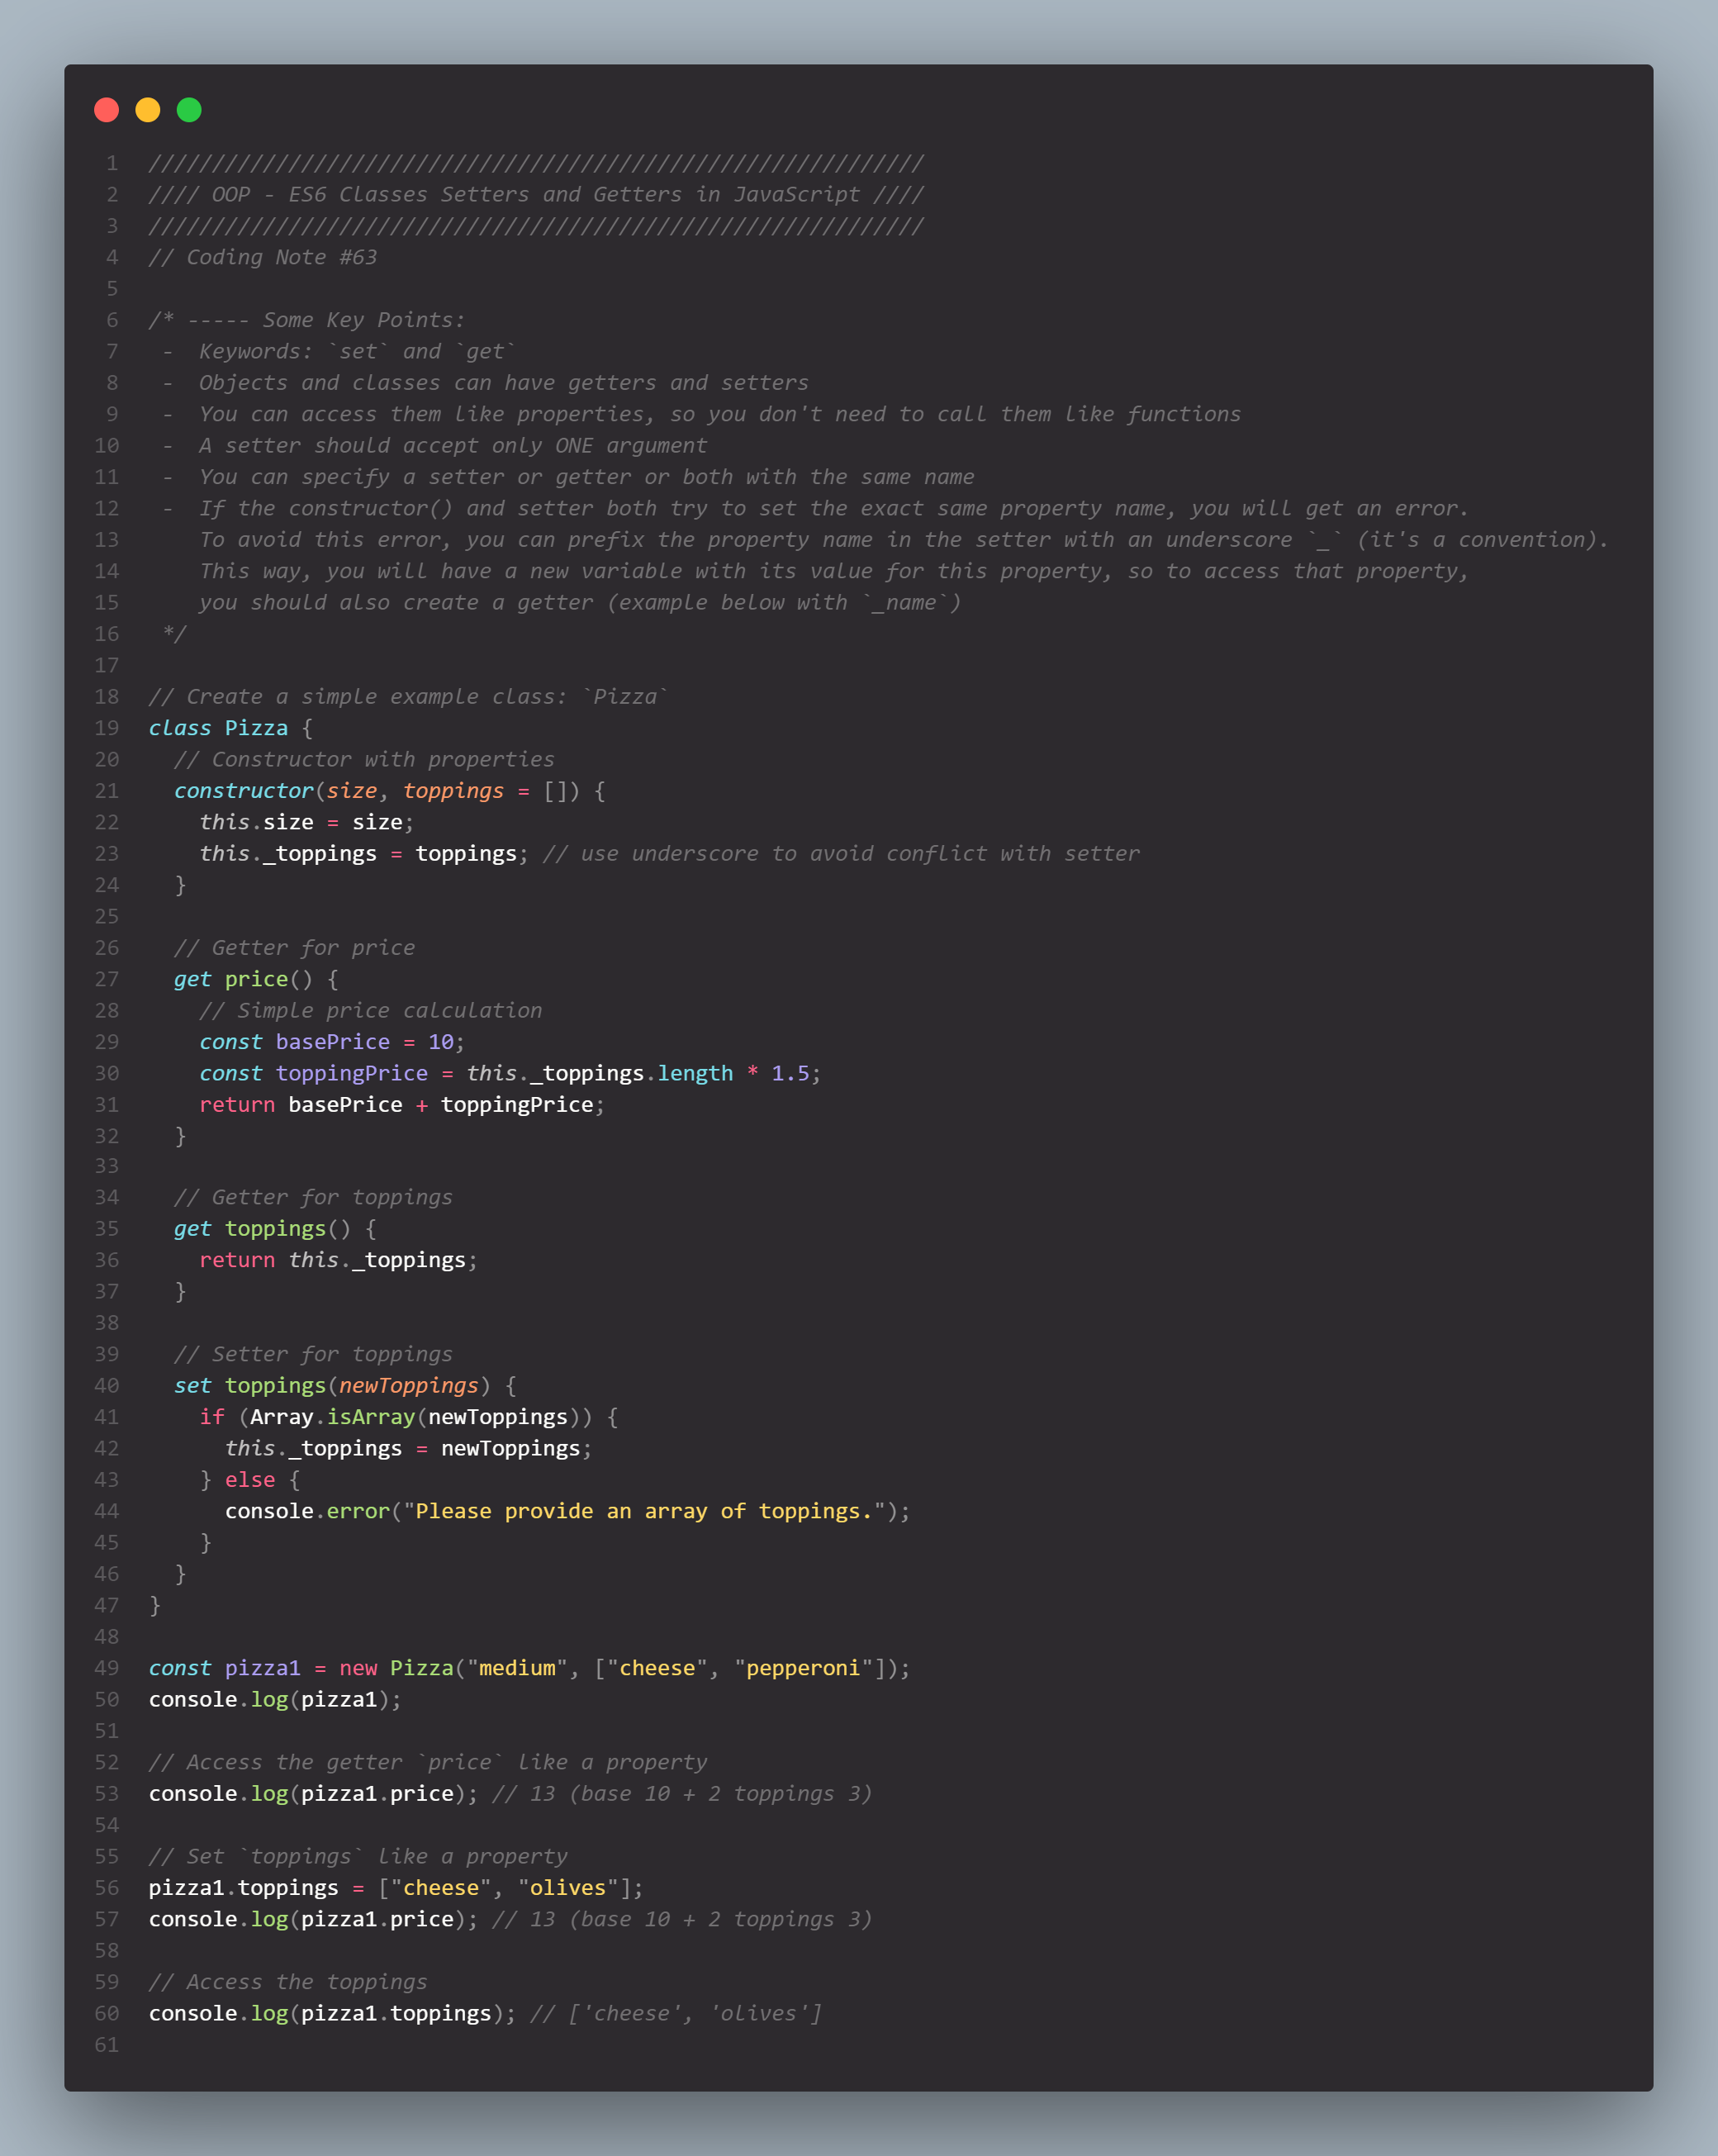 1 /////////////////////////////////////////////////////////////
2 //// OOP - ES6 Classes Setters and Getters in JavaScript ////
3 /////////////////////////////////////////////////////////////
4 // Coding Note #63
5
6 /* ----- Some Key Points:
7  -  Keywords: `set` and `get`
8  -  Objects and classes can have getters and setters
9  -  You can access them like properties, so you don't need to call them like functions
10  -  A setter should accept only ONE argument
11  -  You can specify a setter or getter or both with the same name
12  -  If the constructor() and setter both try to set the exact same property name, you will get an error.
13     To avoid this error, you can prefix the property name in the setter with an underscore `_` (it's a convention).
14     This way, you will have a new variable with its value for this property, so to access that property,
15     you should also create a getter (example below with `_name`)
16  */
17
18 // Create a simple example class: `Pizza`
19 class Pizza {
20   // Constructor with properties
21   constructor(size, toppings = []) {
22     this.size = size;
23     this._toppings = toppings; // use underscore to avoid conflict with setter
24   }
25
26   // Getter for price
27   get price() {
28     // Simple price calculation
29     const basePrice = 10;
30     const toppingPrice = this._toppings.length * 1.5;
31     return basePrice + toppingPrice;
32   }
33
34   // Getter for toppings
35   get toppings() {
36     return this._toppings;
37   }
38
39   // Setter for toppings
40   set toppings(newToppings) {
41     if (Array.isArray(newToppings)) {
42       this._toppings = newToppings;
43     } else {
44       console.error("Please provide an array of toppings.");
45     }
46   }
47 }
48
49 const pizza1 = new Pizza("medium", ["cheese", "pepperoni"]);
50 console.log(pizza1);
51
52 // Access the getter `price` like a property
53 console.log(pizza1.price); // 13 (base 10 + 2 toppings 3)
54
55 // Set `toppings` like a property
56 pizza1.toppings = ["cheese", "olives"];
57 console.log(pizza1.price); // 13 (base 10 + 2 toppings 3)
58
59 // Access the toppings
60 console.log(pizza1.toppings); // ['cheese', 'olives']
61